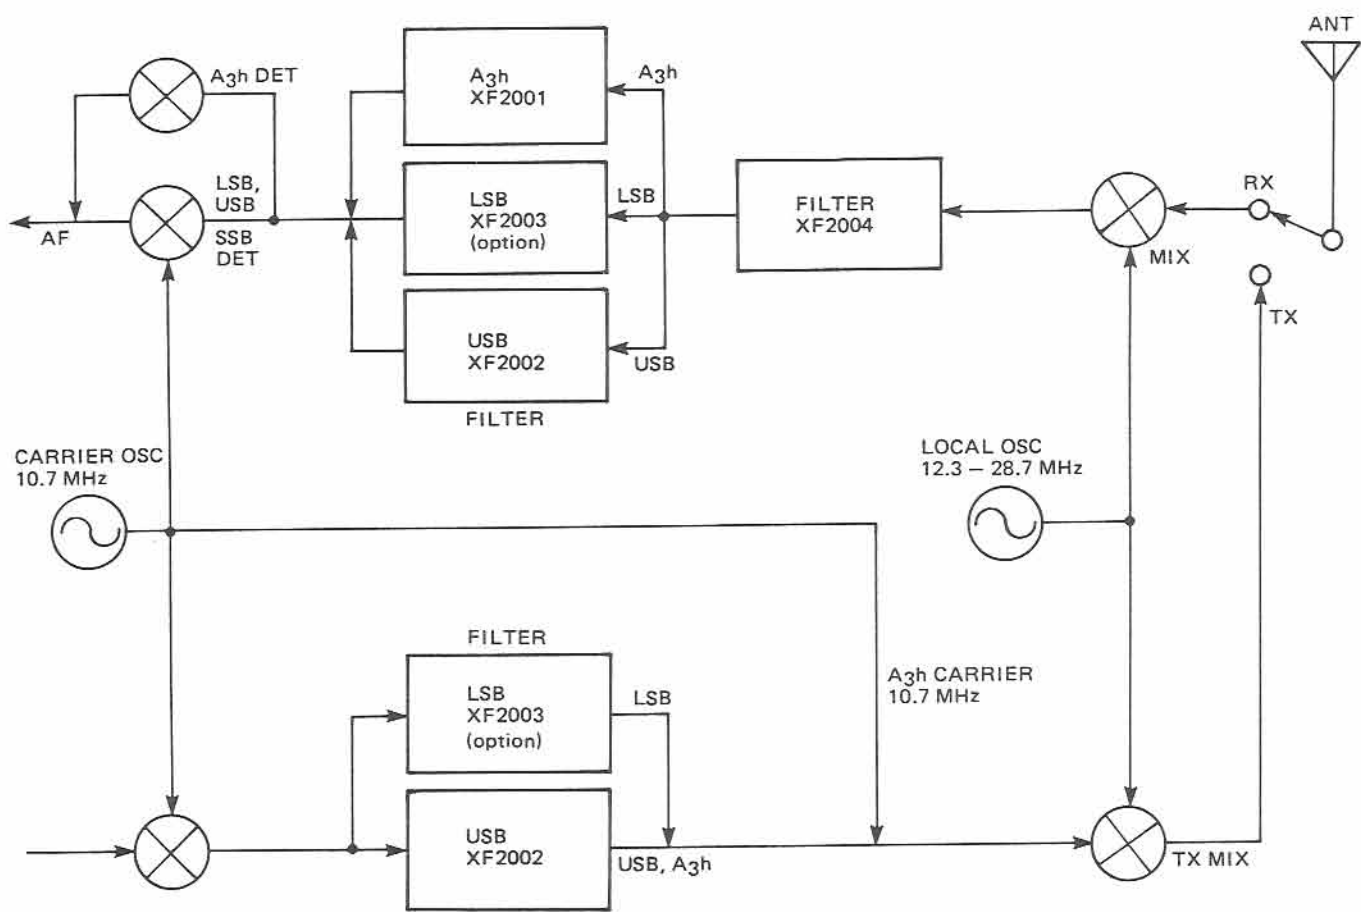 ANT
A3h DET
A3h
XF2001
A3h
LSB,
USB
SSB
DET
AF
LSB
XF2003
(option)
LSB
FILTER
XF2004
MIX
RX
TX
USB
XF2002
USB
FILTER
CARRIER OSC
10.7 MHz
LOCAL OSC
12.3 – 28.7 MHz
FILTER
LSB
XF2003
(option)
LSB
A3h CARRIER
10.7 MHz
USB
XF2002
USB, A3h
TX MIX